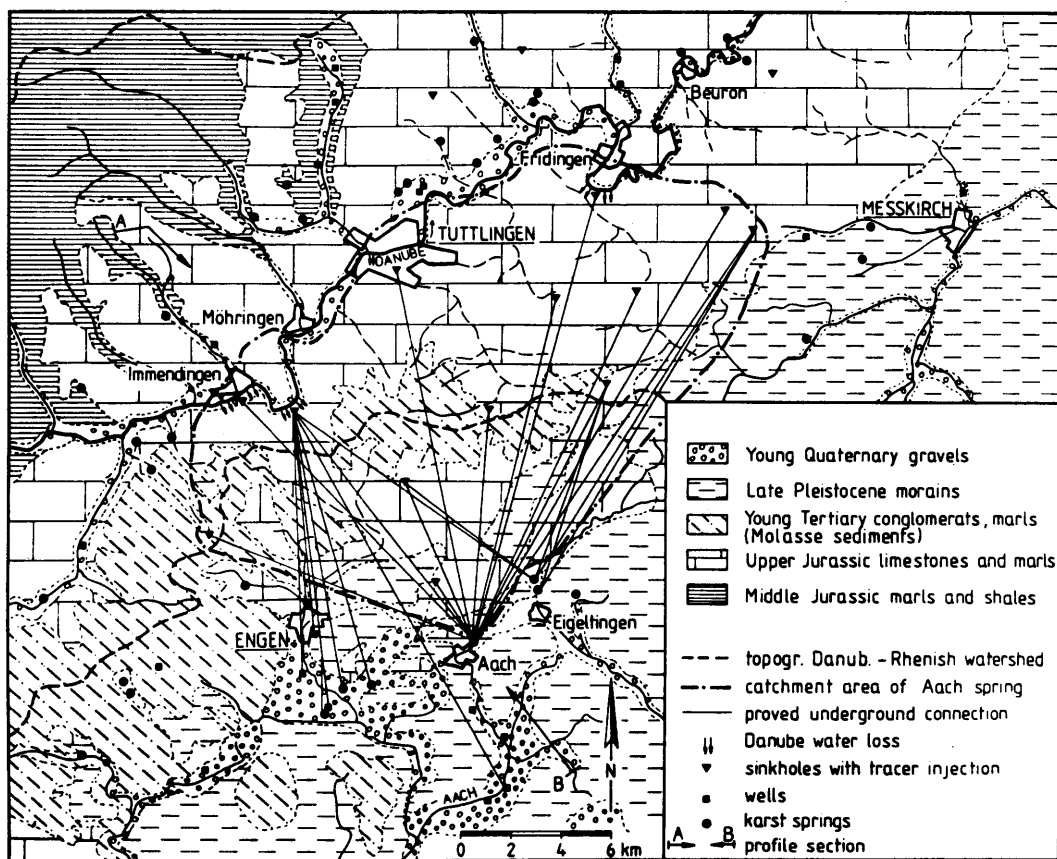 Beuron
Fridingen
MESSKIRCH
A
TUTTLINGEN
DANUBE
Möhringen
Immendingen
Young Quaternary gravels
Late Pleistocene morains
Young Tertiary conglomerats, marls
(Molasse sediments)
Upper Jurassic limestones and marls
Middle Jurassic marls and shales
ENGEN
Eigeltingen
Aach
topogr. Danub. - Rhenish watershed
catchment area of Aach spring
proved underground connection
Danube water loss
sinkholes with tracer injection
wells
karst springs
A B
profile section
N
B
AACH
0 2 4 6 km